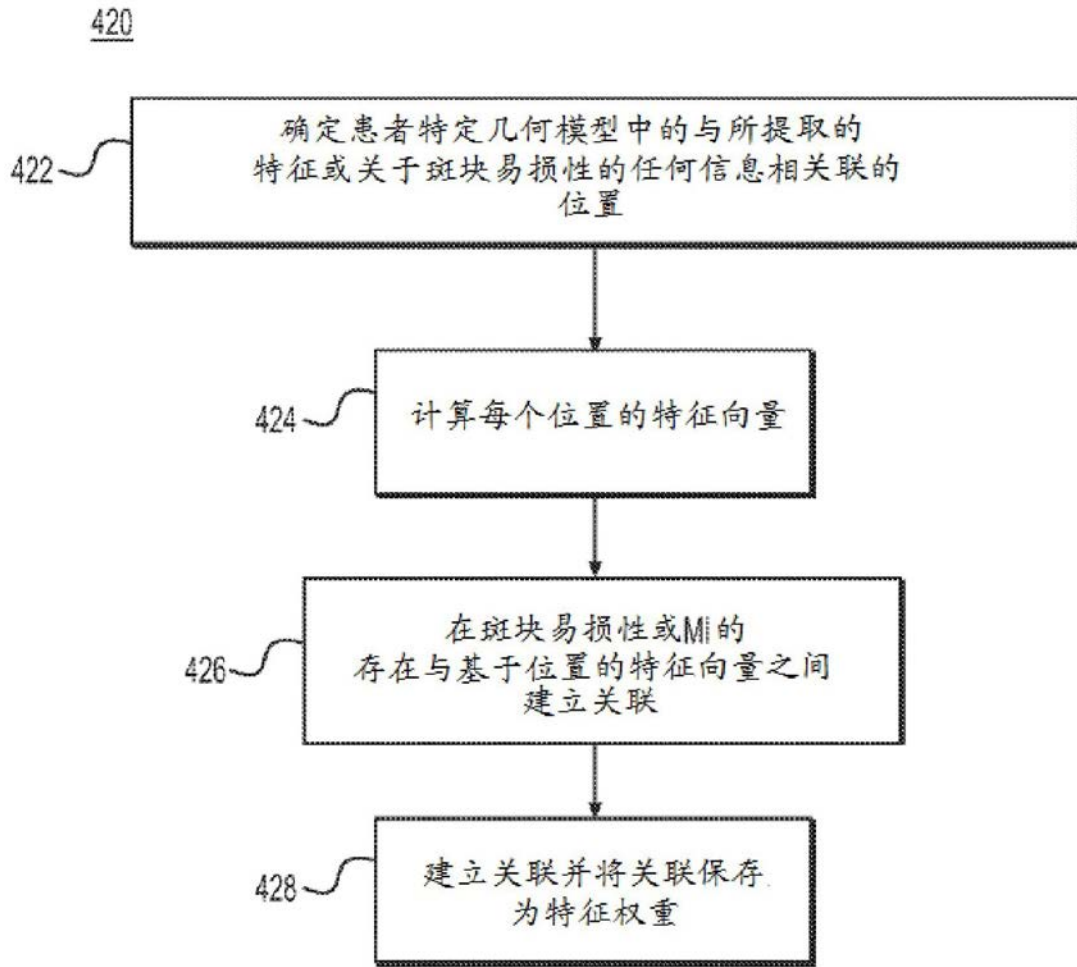 420
422
确定患者特定几何模型中的与所提取的
特征或关于斑块易损性的任何信息相关联的
位置
424
计算每个位置的特征向量
426
在斑块易损性或Mi的
存在与基于位置的特征向量之间
建立关联
428
建立关联并将关联保存
为特征权重